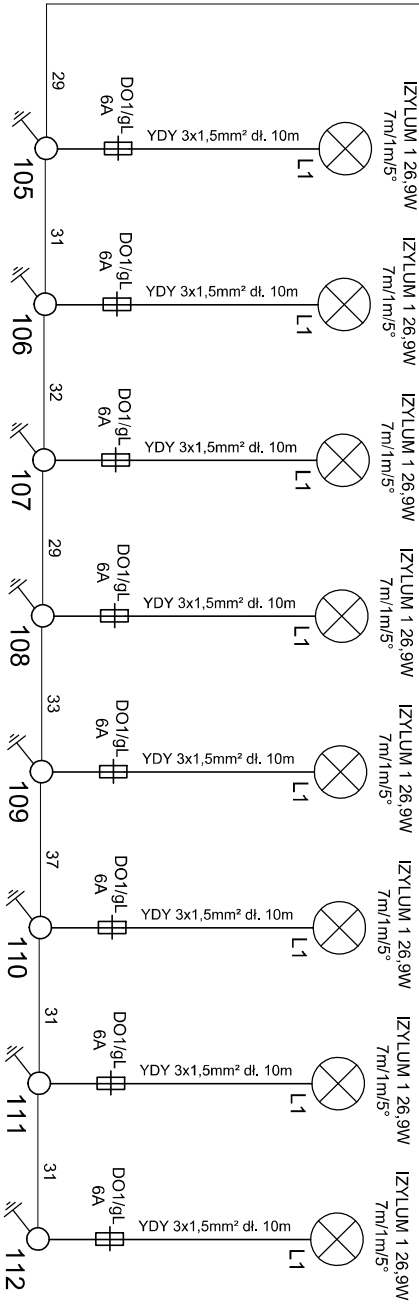 IZYLUM 1 26,9W
7m/1m/5°
L1
YDY 3x1,5mm² dł. 10m
DO1/gL
6A
29
105
IZYLUM 1 26,9W
7m/1m/5°
L1
YDY 3x1,5mm² dł. 10m
DO1/gL
6A
31
106
IZYLUM 1 26,9W
7m/1m/5°
L1
YDY 3x1,5mm² dł. 10m
DO1/gL
6A
32
107
IZYLUM 1 26,9W
7m/1m/5°
L1
YDY 3x1,5mm² dł. 10m
DO1/gL
6A
29
108
IZYLUM 1 26,9W
7m/1m/5°
L1
YDY 3x1,5mm² dł. 10m
DO1/gL
6A
33
109
IZYLUM 1 26,9W
7m/1m/5°
L1
YDY 3x1,5mm² dł. 10m
DO1/gL
6A
37
110
IZYLUM 1 26,9W
7m/1m/5°
L1
YDY 3x1,5mm² dł. 10m
DO1/gL
6A
31
111
IZYLUM 1 26,9W
7m/1m/5°
L1
YDY 3x1,5mm² dł. 10m
DO1/gL
6A
31
112